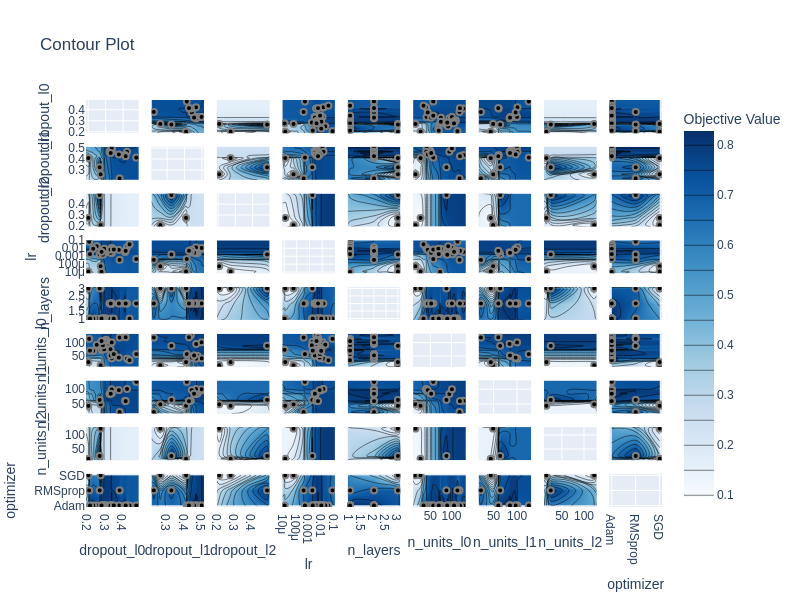 Contour Plot
Objective Value
0.8
0.7
0.6
0.5
0.4
0.3
0.2
0.1
dropout_l0
0.4
0.3
0.2
dropout_l1
0.5
0.4
0.3
dropout_l2
0.4
0.3
0.2
lr
0.1
0.01
0.001
100μ
10μ
n_layers
3
2.5
2
1.5
1
n_units_l0
100
50
n_units_l1
100
50
n_units_l2
100
50
optimizer
SGD
RMSprop
Adam
0.2 0.3 0.4
0.3 0.4 0.5
0.2 0.3 0.4
10μ 100μ 0.001 0.01 0.1
1 1.5 2 2.5 3
50 100
50 100
50 100
Adam RMSprop SGD
dropout_l0 dropout_l1 dropout_l2 lr n_layers n_units_l0 n_units_l1 n_units_l2 optimizer